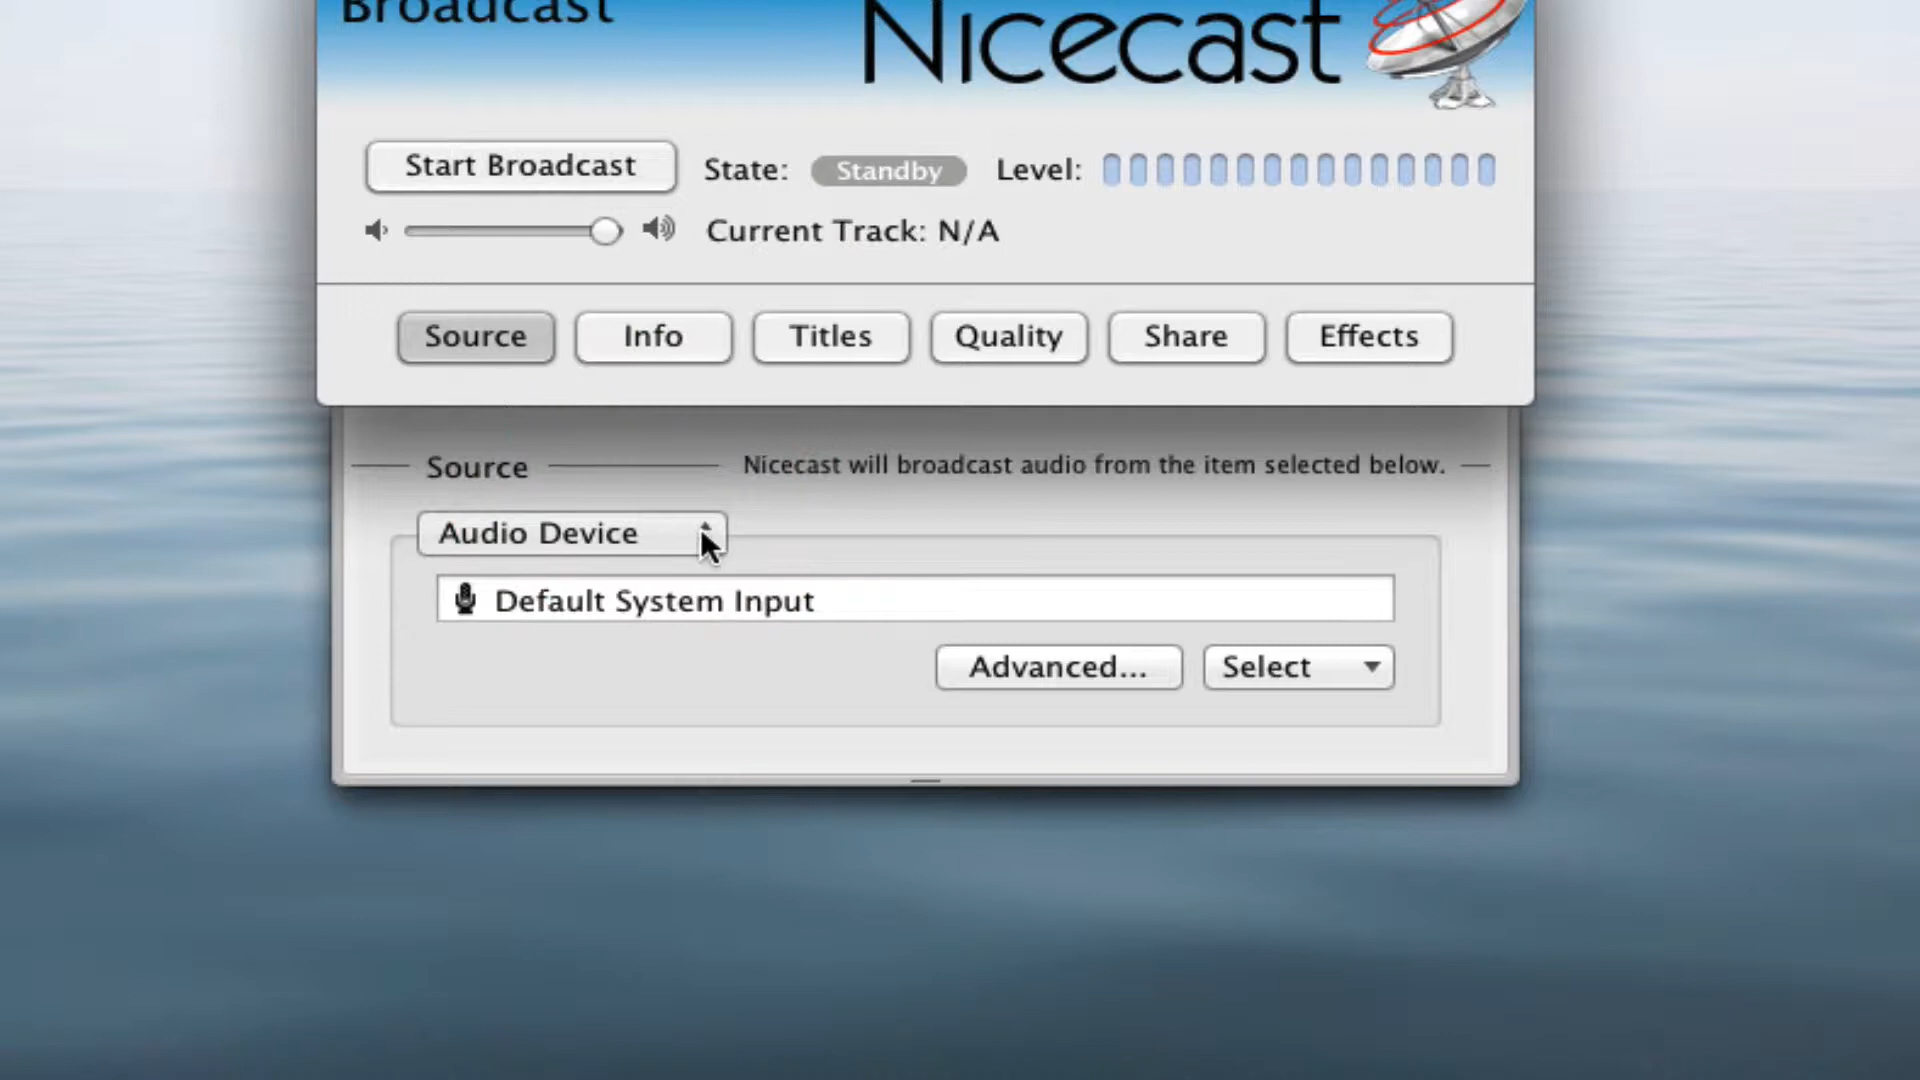 Broadcast
Nicecast
Start Broadcast State: Standby Level:
Current Track: N/A
Source Info Titles Quality Share Effects
Source Nicecast will broadcast audio from the item selected below.
Audio Device
Default System Input
Advanced... Select